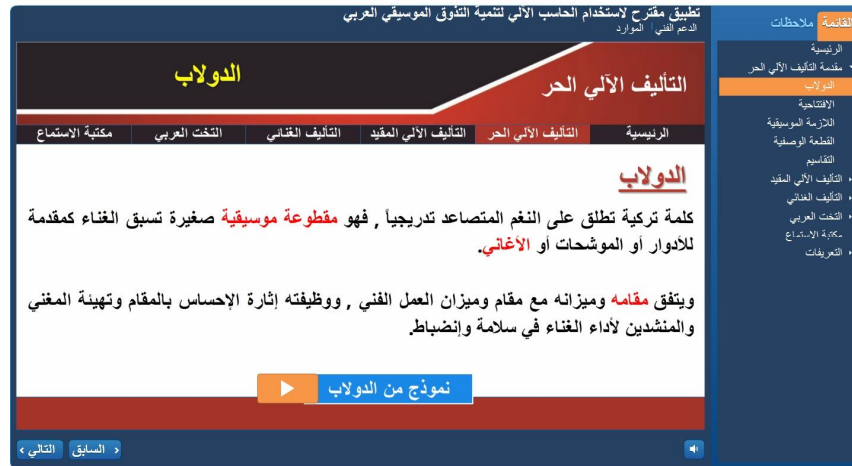 القائمة ملاحظات
الرئيسية
مقدمة التأليف الآلي الحر
الدولاب
الافتتاحية
اللازمة الموسيقية
القطعة الوصفية
التقاسيم
التأليف الآلي المقيد
التأليف الغنائي
التخت العربي
مكتبة الاستماع
التعريفات
تطبيق مقترح لاستخدام الحاسب الآلي لتنمية التذوق الموسيقي العربي
الدعم الفني الموارد
التأليف الآلي الحر
الدولاب
الرئيسية التأليف الآلي الحر التأليف الآلي المقيد التأليف الغنائي التخت العربي مكتبة الاستماع
الدولاب
كلمة تركية تطلق على النغم المتصاعد تدريجياً , فهو مقطوعة موسيقية صغيرة تسبق الغناء كمقدمة
للأدوار أو الموشحات أو الأغاني.
ويتفق مقامه وميزانه مع مقام وميزان العمل الفني , ووظيفته إثارة الإحساس بالمقام وتهيئة المغني
والمنشدين لأداء الغناء في سلامة وإنضباط.
نموذج من الدولاب
< السابق التالي >